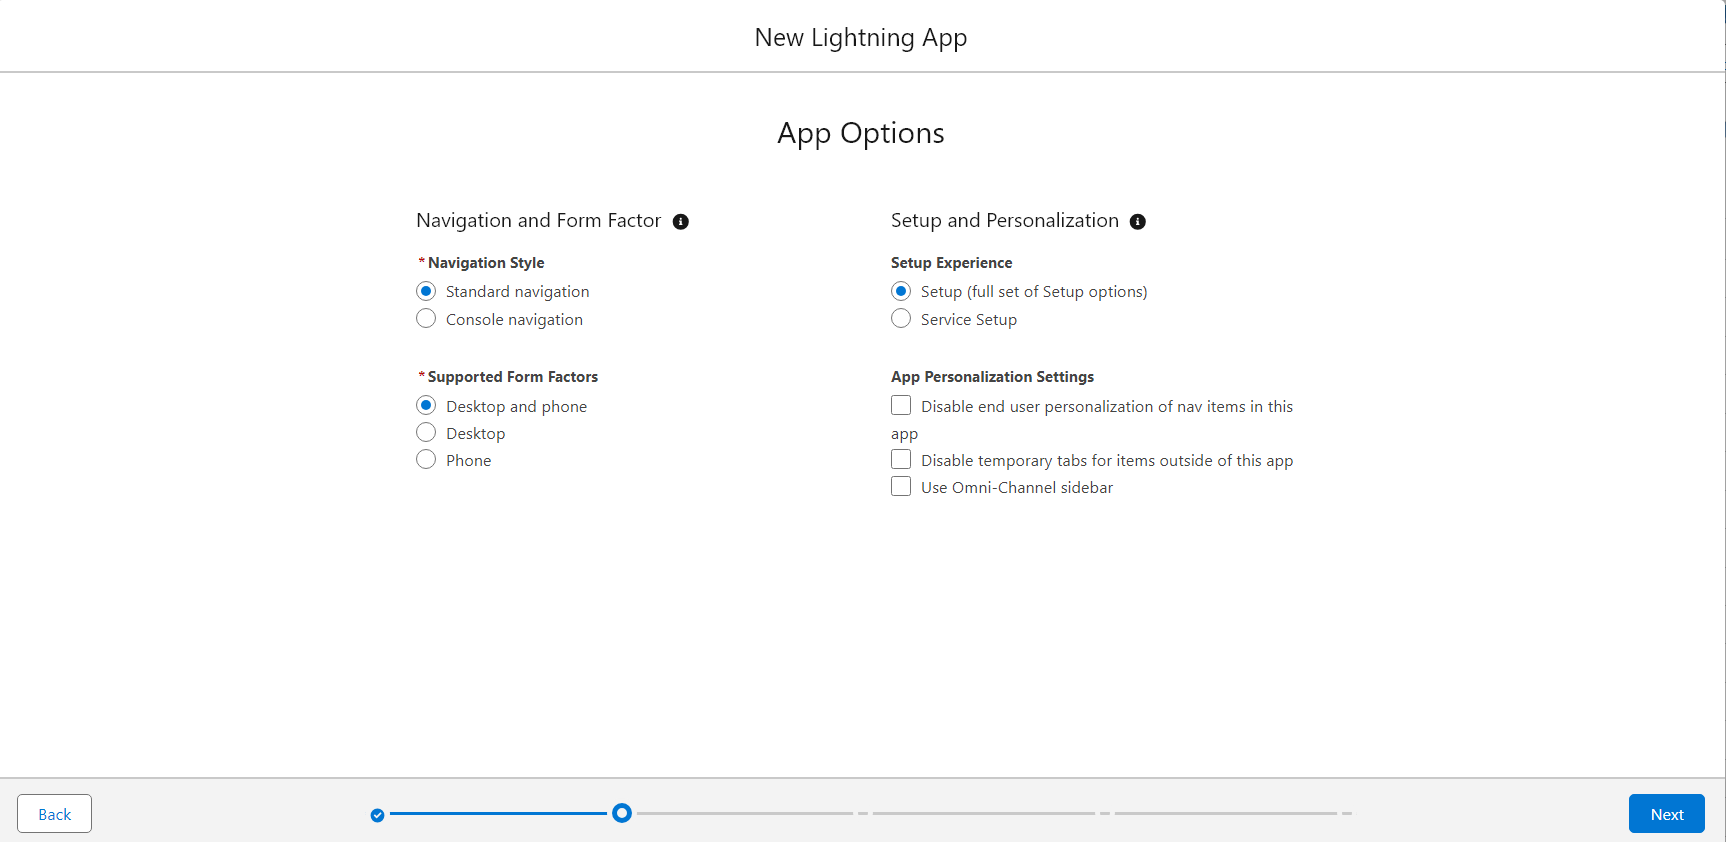 New Lightning App
App Options
Navigation and Form Factor
*Navigation Style
Standard navigation
Console navigation
*Supported Form Factors
Desktop and phone
Desktop
Phone
Setup and Personalization
Setup Experience
Setup (full set of Setup options)
Service Setup
App Personalization Settings
Disable end user personalization of nav items in this
app
Disable temporary tabs for items outside of this app
Use Omni-Channel sidebar
Back
Next